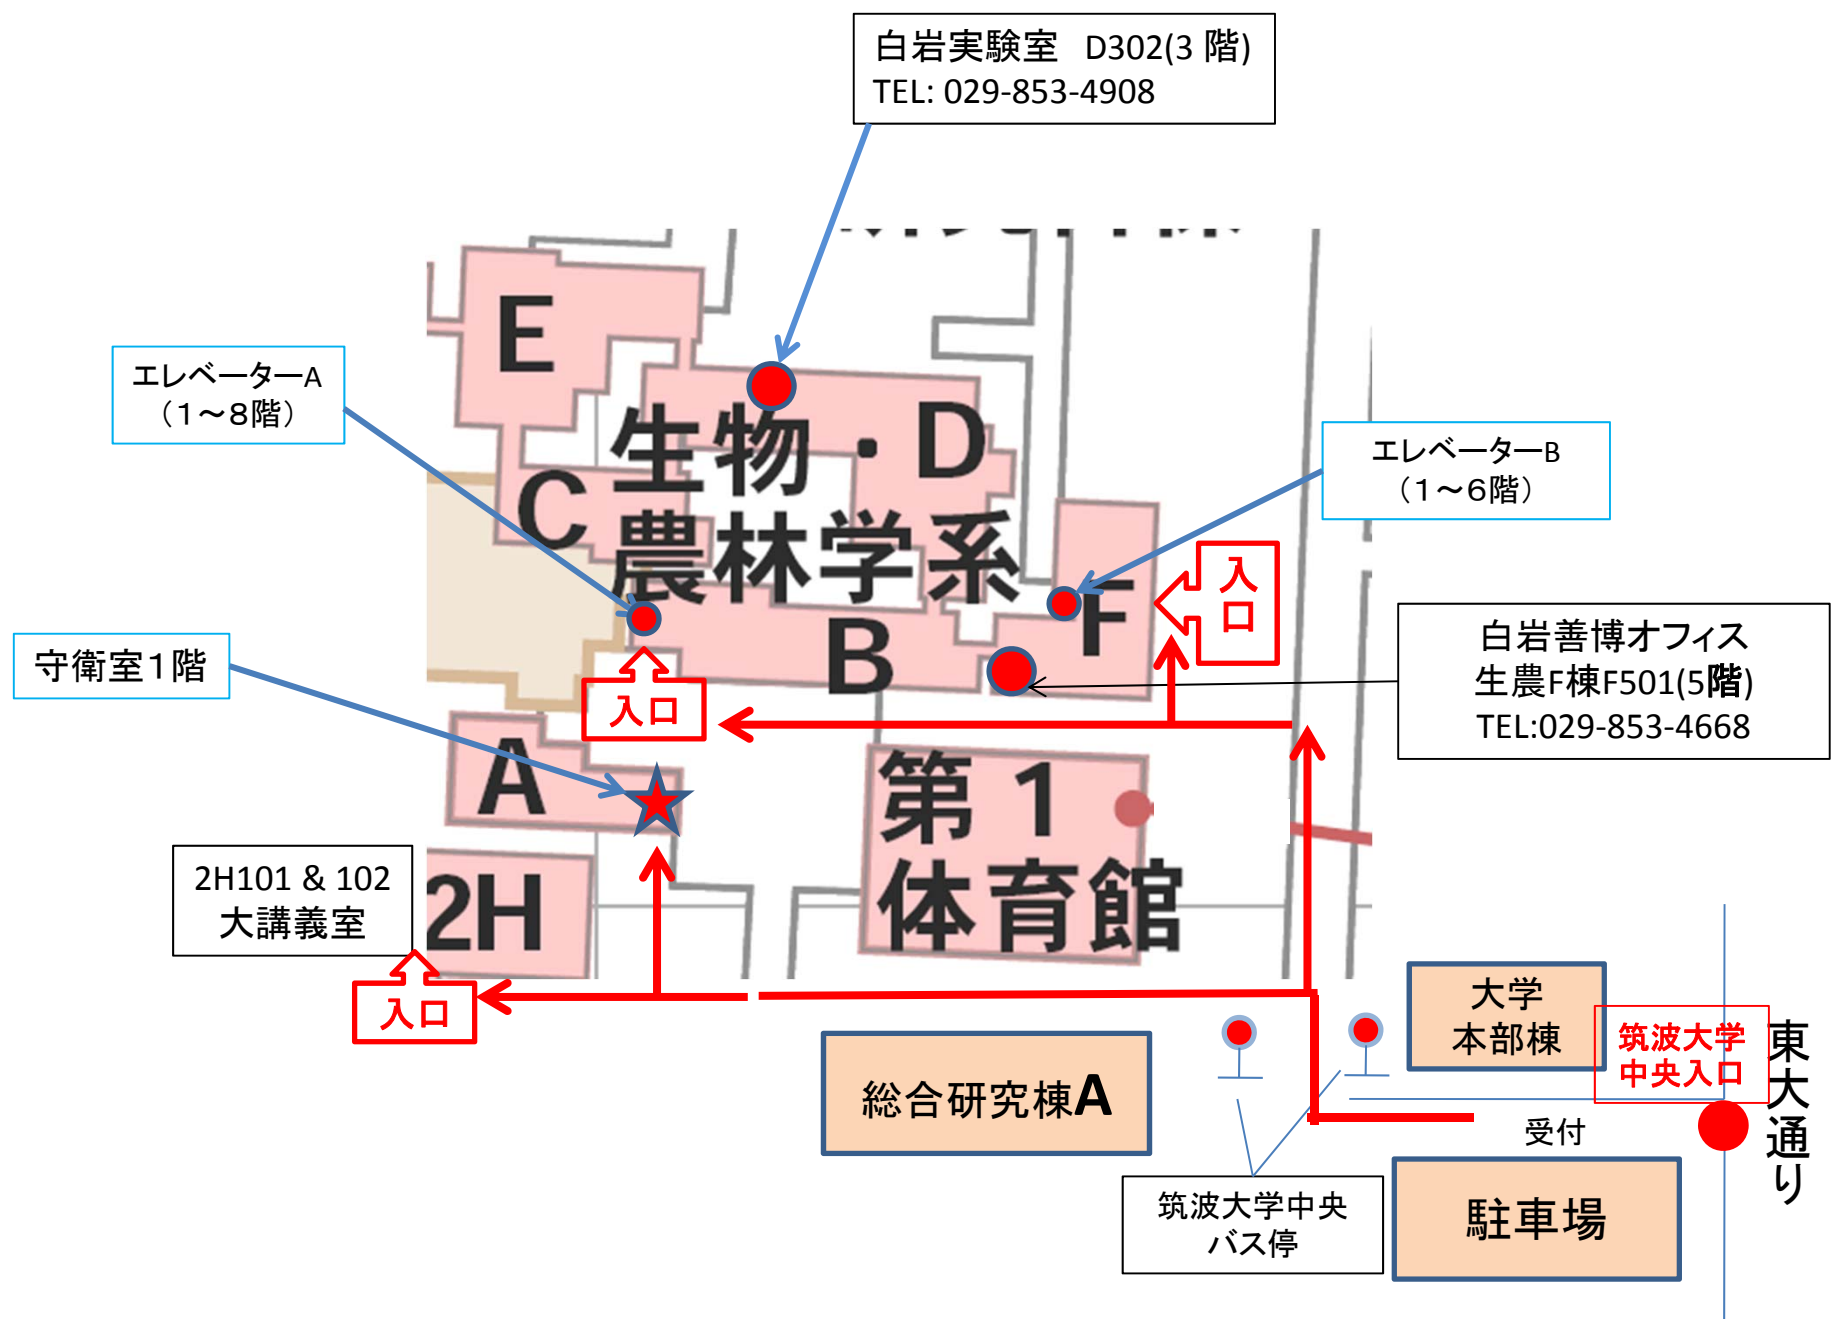 白岩実験室　D302(3 階)
TEL: 029-853-4908
E
エレベーターA
（１～８階）
生物・D
農林学系
C
エレベーターB
（１～６階）
入
口
F
B
白岩善博オフィス
生農F棟F501(5階)
TEL:029-853-4668
守衛室１階
入口
A
第１
体育館
2H101 & 102
大講義室
2H
入口
大学
本部棟
筑波大学
中央入口
東大通り
総合研究棟A
受付
筑波大学中央
バス停
駐車場